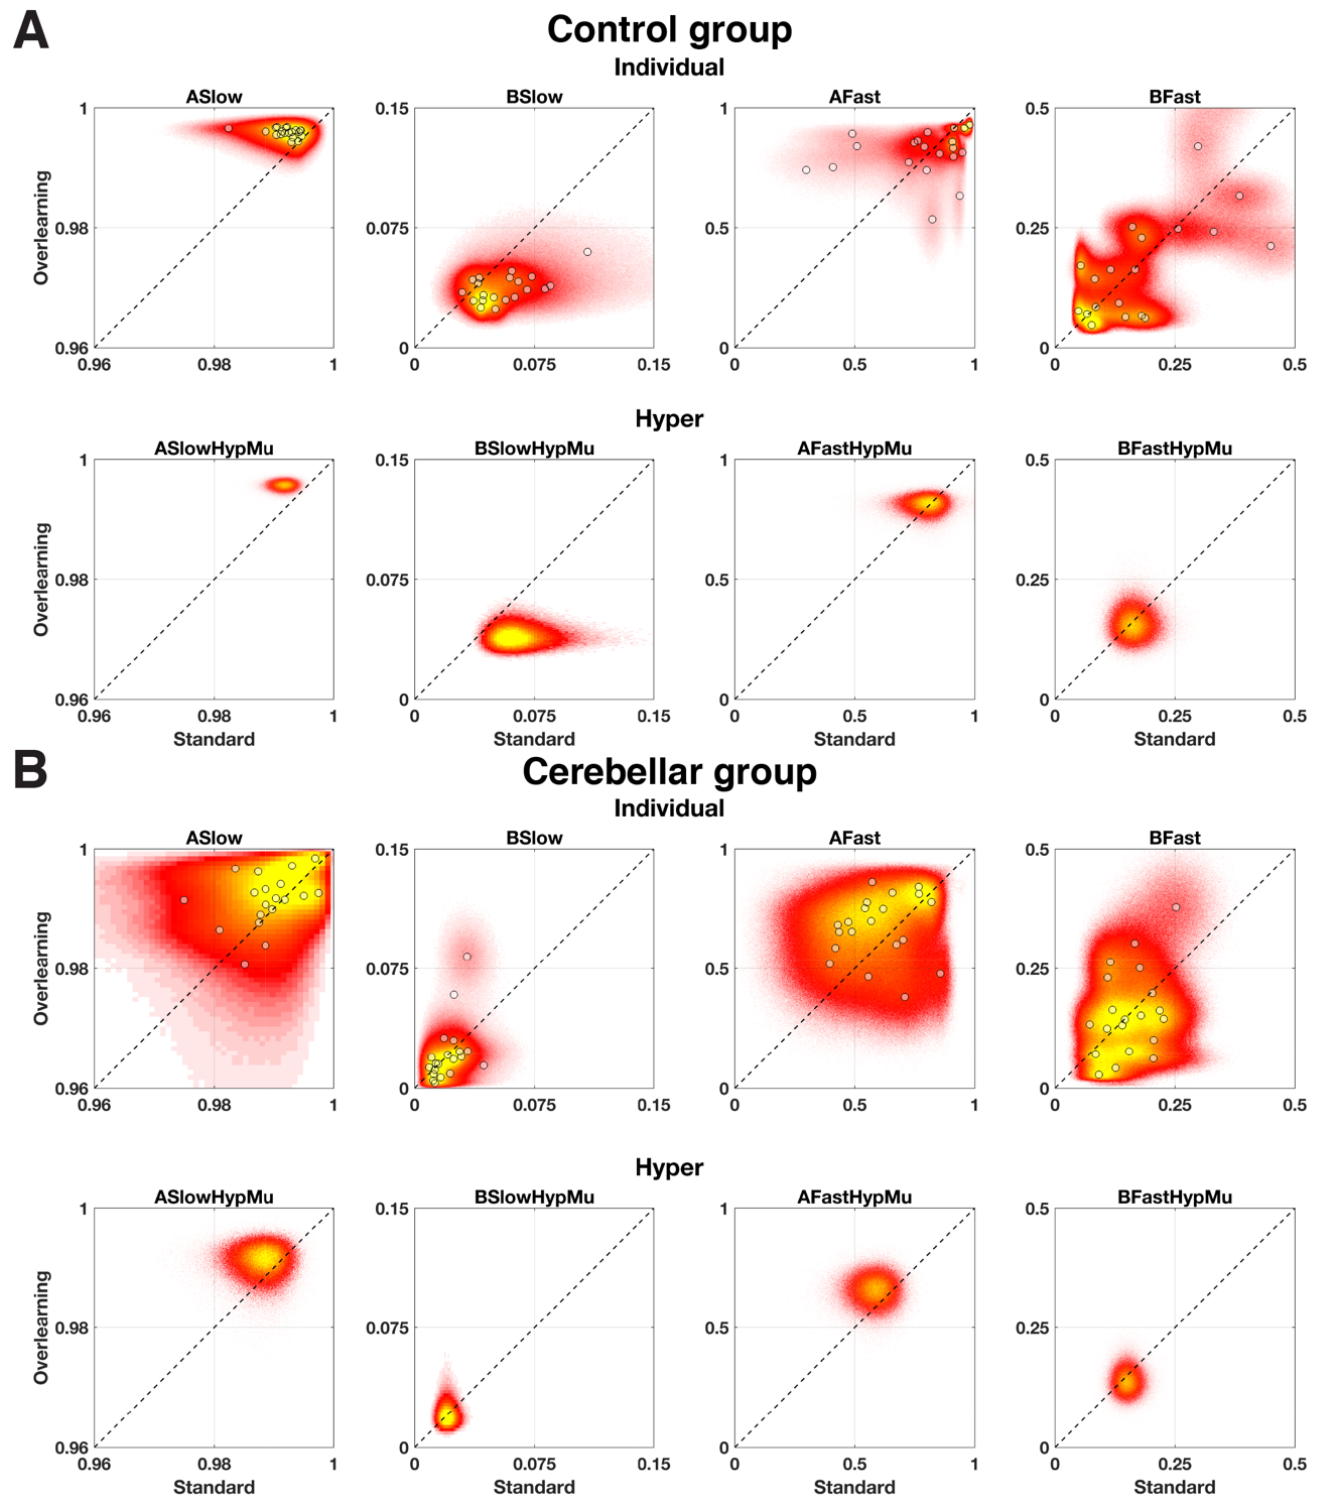 A
Control group
Individual
ASlow BSlow AFast BFast
1 0.15 1 0.5
Overlearning
0.98 0.075 0.5 0.25
0.96 0 0 0
0.96 0.98 1 0 0.075 0.15 0 0.5 1 0 0.25 0.5
Hyper
ASlowHypMu BSlowHypMu AFastHypMu BFastHypMu
1 0.15 1 0.5
Overlearning
0.98 0.075 0.5 0.25
0.96 0 0 0
0.96 0.98 1 0 0.075 0.15 0 0.5 1 0 0.25 0.5
Standard Standard Standard Standard
B
Cerebellar group
Individual
ASlow BSlow AFast BFast
1 0.15 1 0.5
Overlearning
0.98 0.075 0.5 0.25
0.96 0 0 0
0.96 0.98 1 0 0.075 0.15 0 0.5 1 0 0.25 0.5
Hyper
ASlowHypMu BSlowHypMu AFastHypMu BFastHypMu
1 0.15 1 0.5
Overlearning
0.98 0.075 0.5 0.25
0.96 0 0 0
0.96 0.98 1 0 0.075 0.15 0 0.5 1 0 0.25 0.5
Standard Standard Standard Standard